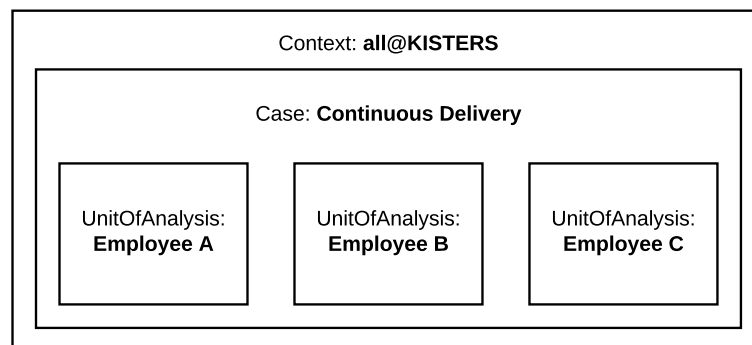 Context: all@KISTERS
Case: Continuous Delivery
UnitOfAnalysis:
Employee A
UnitOfAnalysis:
Employee B
UnitOfAnalysis:
Employee C